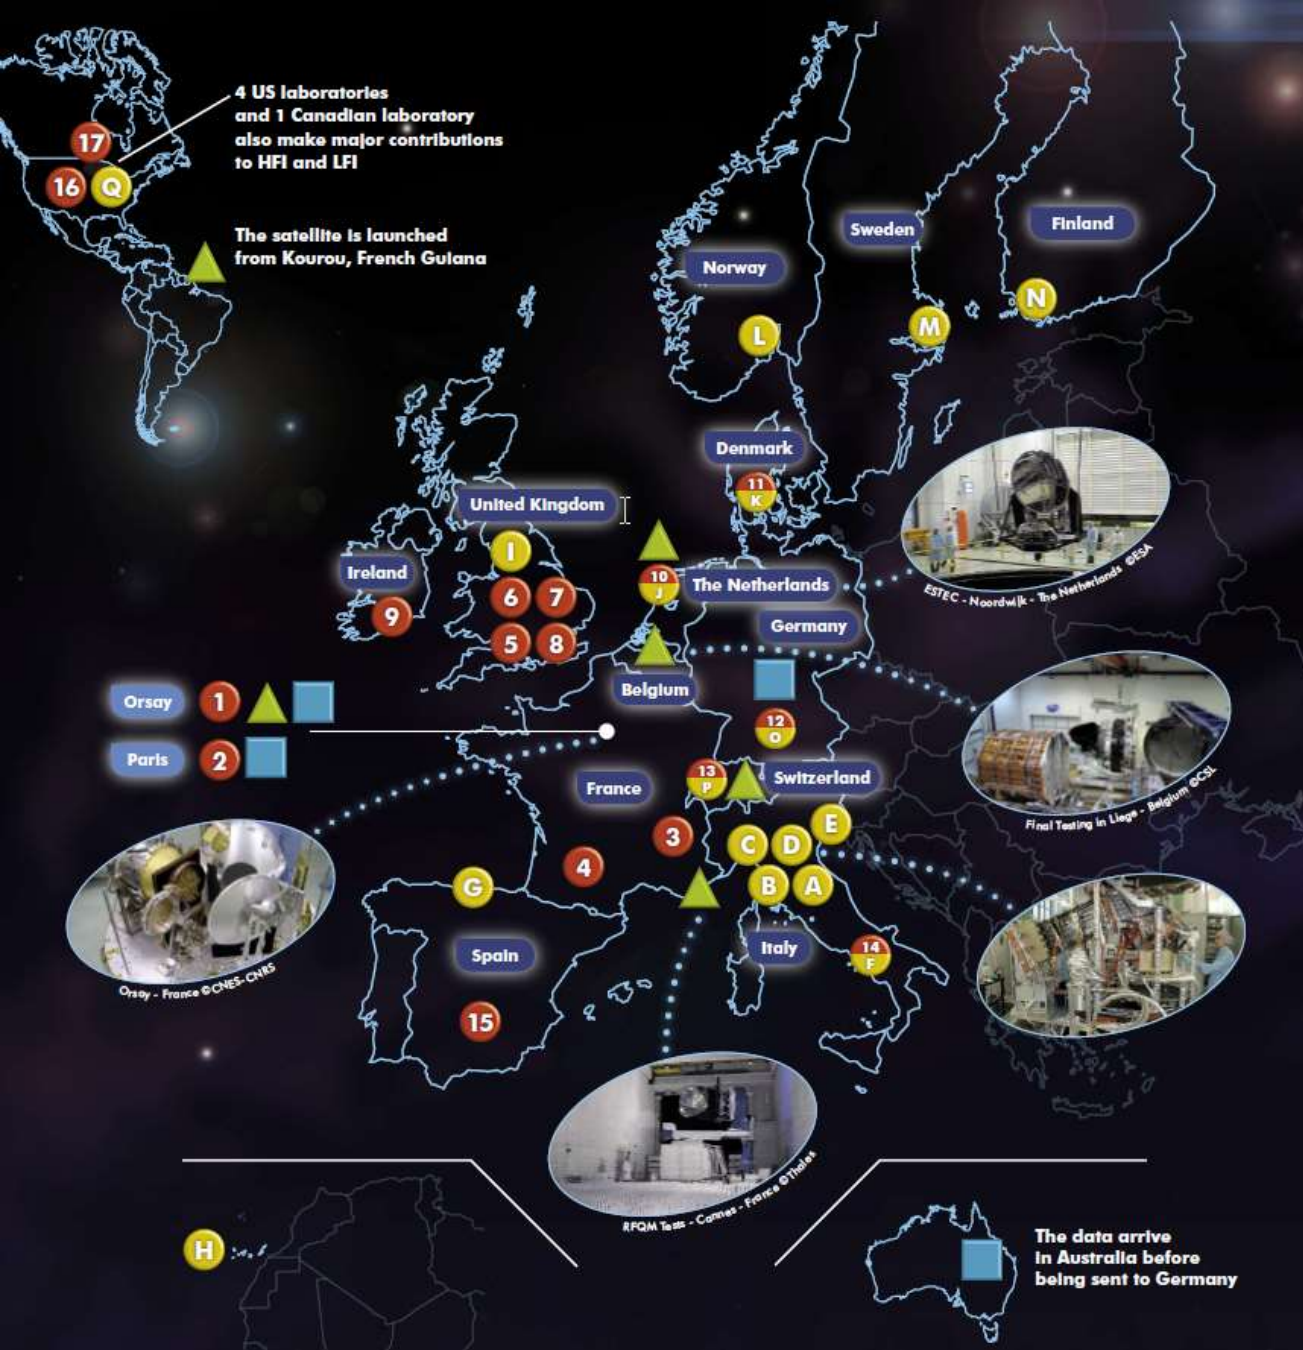 4 US laboratories
and 1 Canadian laboratory
also make major contributions
to HFI and LFI
17
16
Q
The satellite is launched
from Kourou, French Guiana
Sweden
Finland
Norway
N
M
L
Denmark
11
K
United Kingdom
I
Ireland
10
J
The Netherlands
ESTEC - Noordwijk - The Netherlands ©ESA
6
7
9
Germany
5
8
Belgium
Orsay
1
12
O
Paris
2
13
P
Switzerland
France
Final Testing in Liege - Belgium ©CSL
3
E
C
D
4
G
B
A
Spain
Italy
14
F
Orsay - France ©CNES-CNRS
15
RFQM Tests - Cannes - France ©Thales
H
The data arrive
in Australia before
being sent to Germany